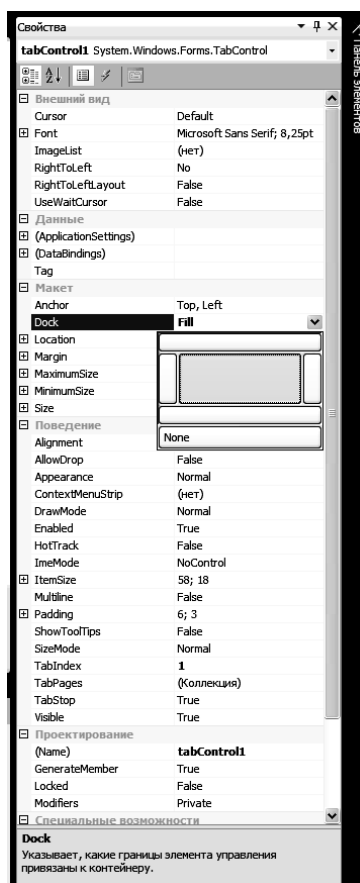 Свойства
Панель элементов
tabControl1 System.Windows.Forms.TabControl
Внешний вид
Cursor Default
Font Microsoft Sans Serif; 8,25pt
ImageList (нет)
RightToLeft No
RightToLeftLayout False
UseWaitCursor False
Данные
(ApplicationSettings)
(DataBindings)
Tag
Макет
Anchor Top, Left
Dock Fill
Location
Margin
MaximumSize
MinimumSize
Size
Поведение
None
Alignment
AllowDrop False
Appearance Normal
ContextMenuStrip (нет)
DrawMode Normal
Enabled True
HotTrack False
ImeMode NoControl
ItemSize 58; 18
Multiline False
Padding 6; 3
ShowToolTips False
SizeMode Normal
TabIndex 1
TabPages (Коллекция)
TabStop True
Visible True
Проектирование
(Name) tabControl1
GenerateMember True
Locked False
Modifiers Private
Специальные возможности
Dock
Указывает, какие границы элемента управления
привязаны к контейнеру.